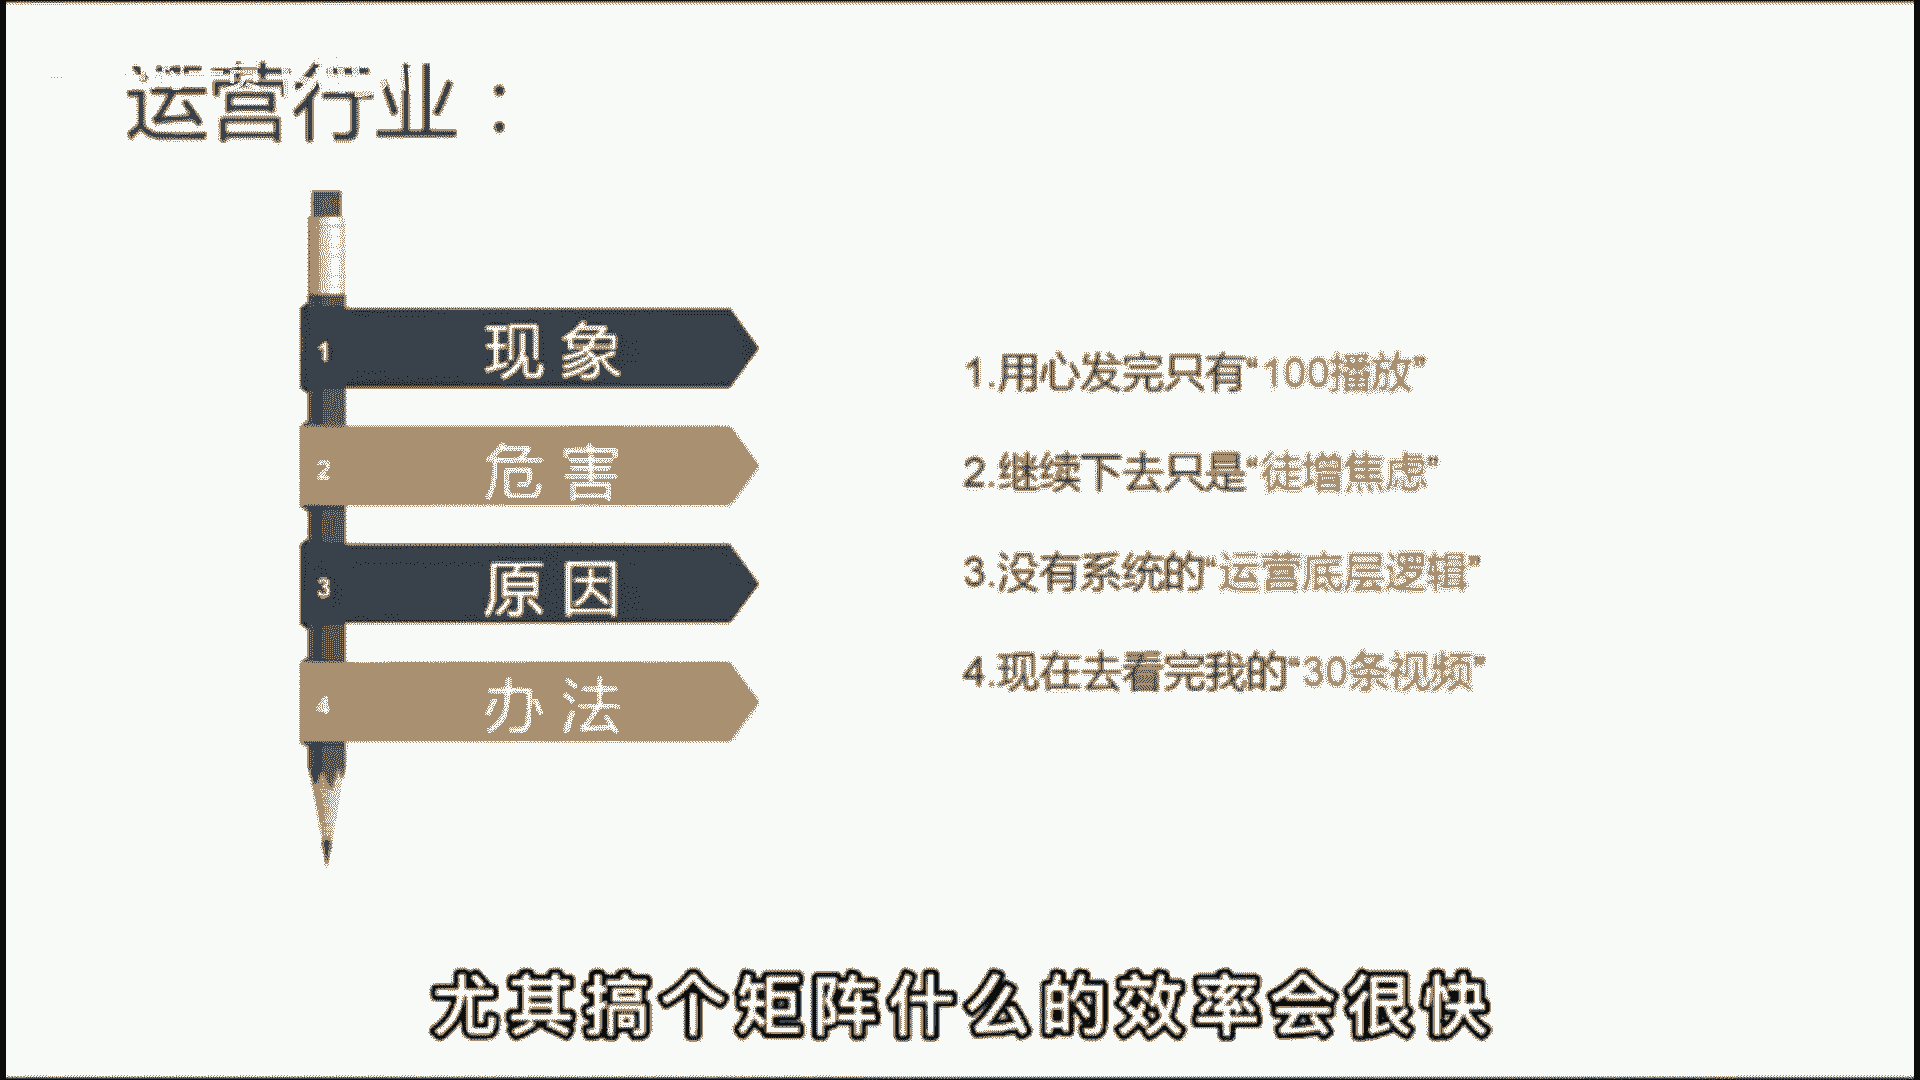 运营行业：
1 现象
2 危害
3 原因
4 办法
1.用心发完只有“100播放”
2.继续下去只是“徒增焦虑”
3.没有系统的“运营底层逻辑”
4.现在去看完我的“30条视频”
尤其搞个矩阵什么的效率会很快